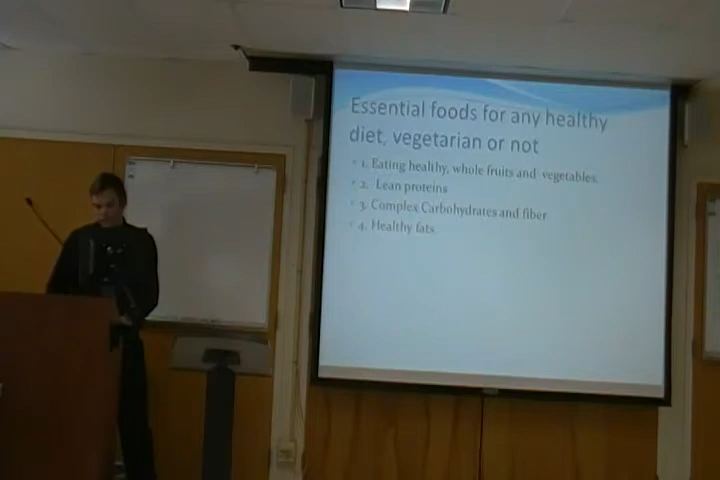 Essential foods for any healthy
diet, vegetarian or not
1. Eating healthy, whole fruits and vegetables.
2. Lean proteins
3. Complex Carbohydrates and fiber
4. Healthy fats